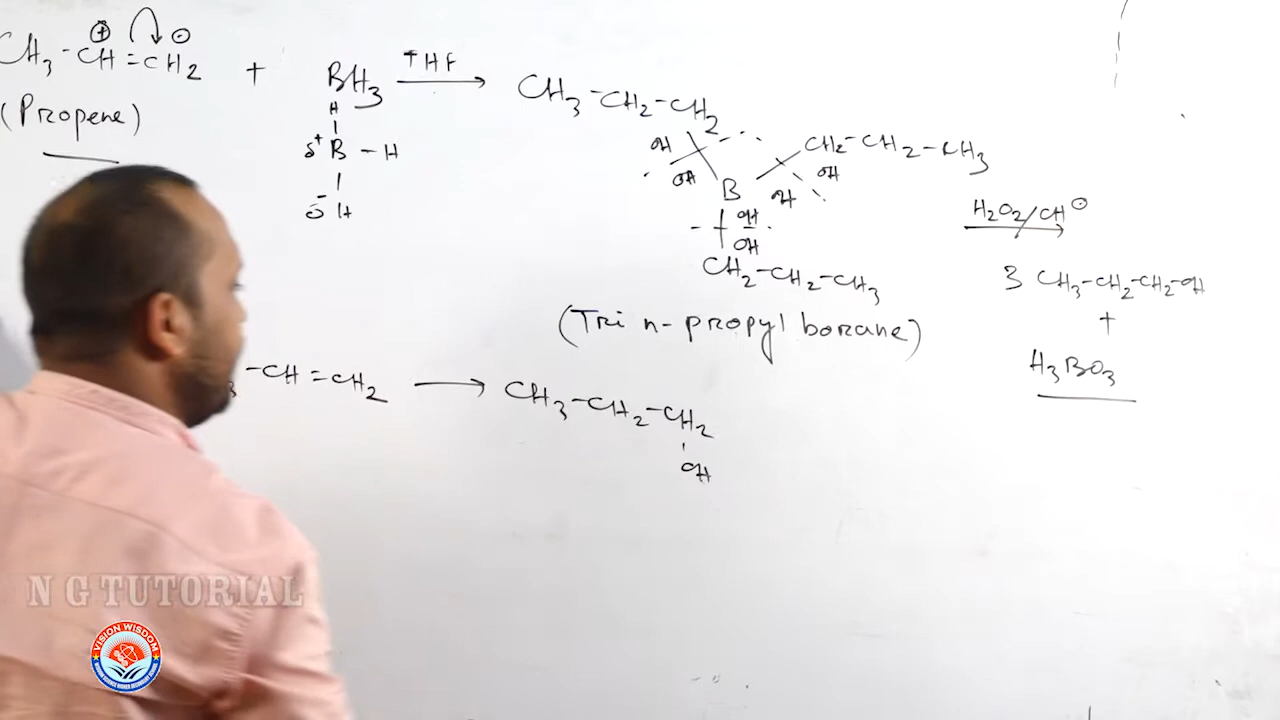 CH3-CH=CH2 + BH3 THF CH3-CH2-CH2
⊕ ⊖
(Propene)
H
δ+ B-H
δ- H
OH
OH
B
CH2-CH2-CH3
OH
OH
OH
OH
CH2-CH2-CH3
(Tri n-propyl borane)
H2O2/OH⊖
3 CH3-CH2-CH2-OH
+
H3BO3
3-CH=CH2 → CH3-CH2-CH2
OH
N G TUTORIAL
VISION WISDOM